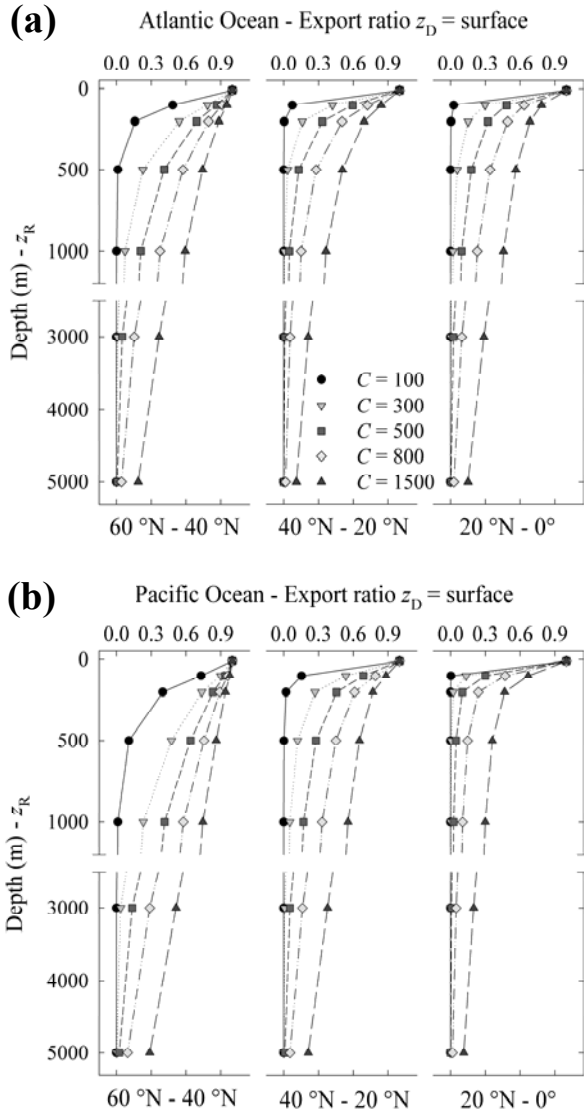 (a)
Atlantic Ocean - Export ratio zD = surface
0.0 0.3 0.6 0.9 0.0 0.3 0.6 0.9 0.0 0.3 0.6 0.9
0
500
1000
Depth (m) - zR
3000
4000
5000
C = 100
C = 300
C = 500
C = 800
C = 1500
60 °N - 40 °N 40 °N - 20 °N 20 °N - 0°
(b)
Pacific Ocean - Export ratio zD = surface
0.0 0.3 0.6 0.9 0.0 0.3 0.6 0.9 0.0 0.3 0.6 0.9
0
500
1000
Depth (m) - zR
3000
4000
5000
60 °N - 40 °N 40 °N - 20 °N 20 °N - 0°